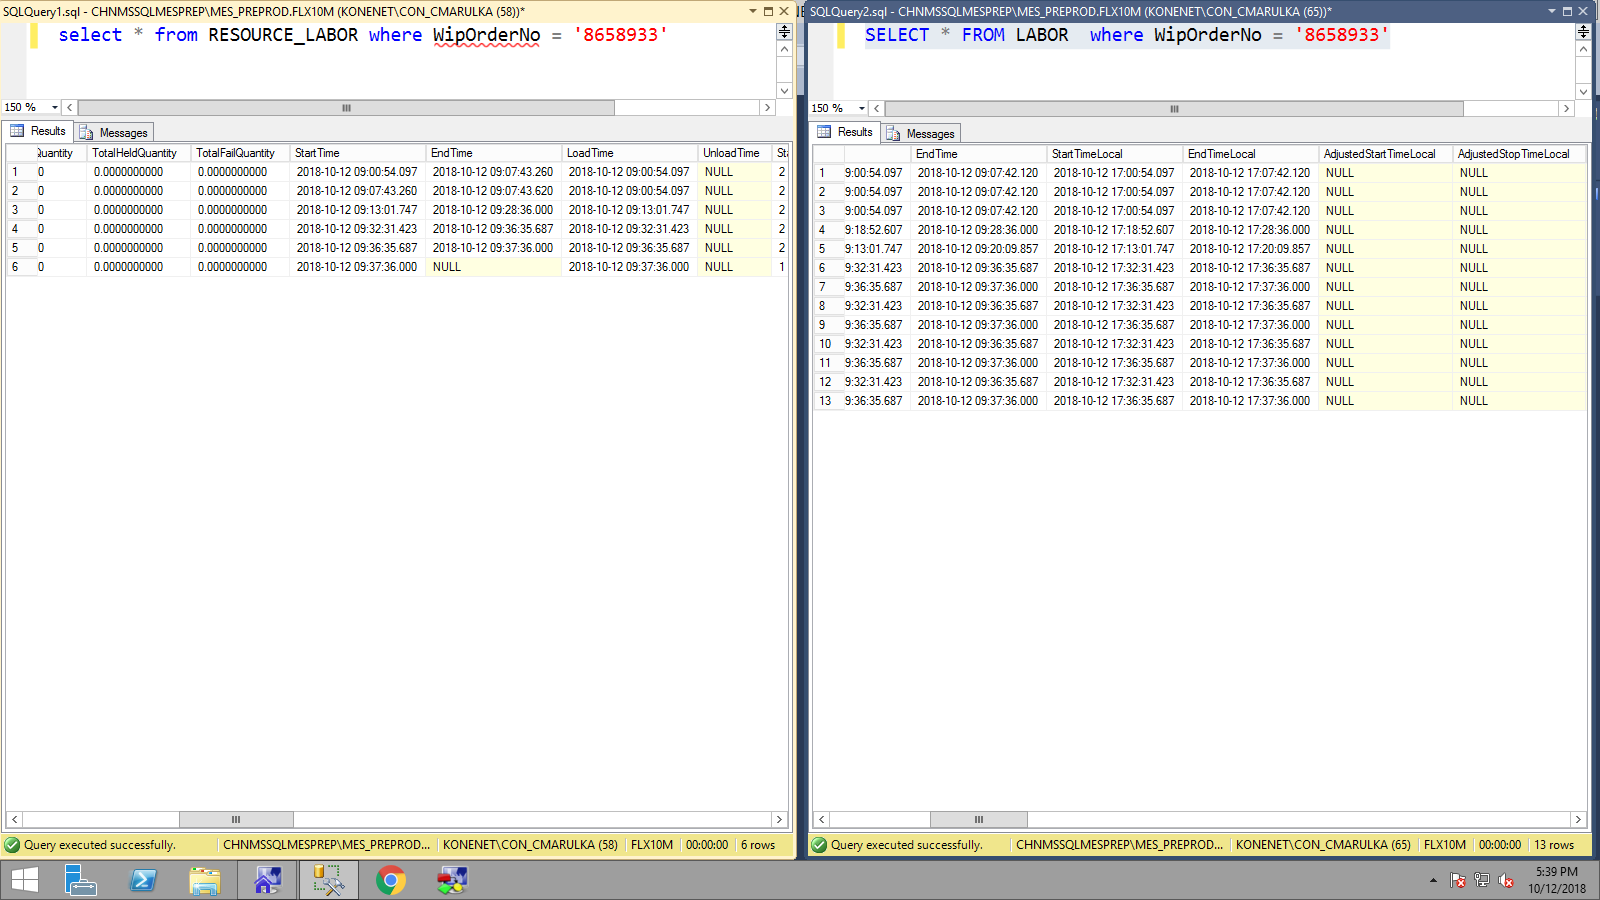 SQLQuery1.sql - CHNMSSQLMESPREP\MES_PREPROD.FLX10M (KONENET\CON_CMARULKA (58))*
select * from RESOURCE_LABOR where WipOrderNo = '8658933'
150 %
Results Messages
Quantity TotalHeldQuantity TotalFailQuantity StartTime EndTime LoadTime UnloadTime
1 0 0.0000000000 0.0000000000 2018-10-12 09:00:54.097 2018-10-12 09:07:43.260 2018-10-12 09:00:54.097 NULL 2
2 0 0.0000000000 0.0000000000 2018-10-12 09:07:43.260 2018-10-12 09:07:43.620 2018-10-12 09:00:54.097 NULL 2
3 0 0.0000000000 0.0000000000 2018-10-12 09:13:01.747 2018-10-12 09:28:36.000 2018-10-12 09:13:01.747 NULL 2
4 0 0.0000000000 0.0000000000 2018-10-12 09:32:31.423 2018-10-12 09:36:35.687 2018-10-12 09:32:31.423 NULL 2
5 0 0.0000000000 0.0000000000 2018-10-12 09:36:35.687 2018-10-12 09:37:36.000 2018-10-12 09:36:35.687 NULL 2
6 0 0.0000000000 0.0000000000 2018-10-12 09:37:36.000 NULL 2018-10-12 09:37:36.000 NULL 1
Query executed successfully. CHNMSSQLMESPREP\MES_PREPROD... KONENET\CON_CMARULKA (58) FLX10M 00:00:00 6 rows
SQLQuery2.sql - CHNMSSQLMESPREP\MES_PREPROD.FLX10M (KONENET\CON_CMARULKA (65))*
SELECT * FROM LABOR where WipOrderNo = '8658933'
150 %
Results Messages
EndTime StartTimeLocal EndTimeLocal AdjustedStartTimeLocal AdjustedStopTimeLocal
1 9:00:54.097 2018-10-12 09:07:42.120 2018-10-12 17:00:54.097 2018-10-12 17:07:42.120 NULL NULL
2 9:00:54.097 2018-10-12 09:07:42.120 2018-10-12 17:00:54.097 2018-10-12 17:07:42.120 NULL NULL
3 9:00:54.097 2018-10-12 09:07:42.120 2018-10-12 17:00:54.097 2018-10-12 17:07:42.120 NULL NULL
4 9:18:52.607 2018-10-12 09:28:36.000 2018-10-12 17:18:52.607 2018-10-12 17:28:36.000 NULL NULL
5 9:13:01.747 2018-10-12 09:20:09.857 2018-10-12 17:13:01.747 2018-10-12 17:20:09.857 NULL NULL
6 9:32:31.423 2018-10-12 09:36:35.687 2018-10-12 17:32:31.423 2018-10-12 17:36:35.687 NULL NULL
7 9:36:35.687 2018-10-12 09:37:36.000 2018-10-12 17:36:35.687 2018-10-12 17:37:36.000 NULL NULL
8 9:32:31.423 2018-10-12 09:36:35.687 2018-10-12 17:32:31.423 2018-10-12 17:36:35.687 NULL NULL
9 9:36:35.687 2018-10-12 09:37:36.000 2018-10-12 17:36:35.687 2018-10-12 17:37:36.000 NULL NULL
10 9:32:31.423 2018-10-12 09:36:35.687 2018-10-12 17:32:31.423 2018-10-12 17:36:35.687 NULL NULL
11 9:36:35.687 2018-10-12 09:37:36.000 2018-10-12 17:36:35.687 2018-10-12 17:37:36.000 NULL NULL
12 9:32:31.423 2018-10-12 09:36:35.687 2018-10-12 17:32:31.423 2018-10-12 17:36:35.687 NULL NULL
13 9:36:35.687 2018-10-12 09:37:36.000 2018-10-12 17:36:35.687 2018-10-12 17:37:36.000 NULL NULL
Query executed successfully. CHNMSSQLMESPREP\MES_PREPROD... KONENET\CON_CMARULKA (65) FLX10M 00:00:00 13 rows
5:39 PM
10/12/2018